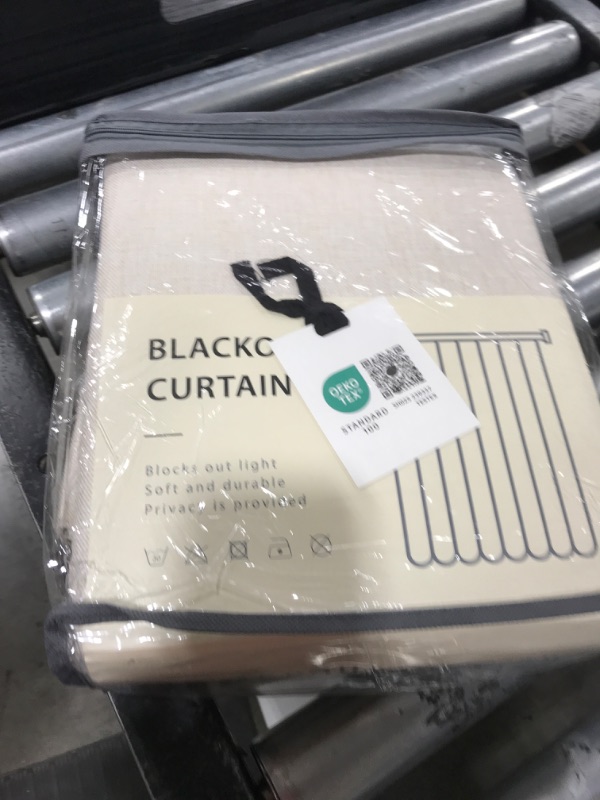 BLACKO
CURTAIN
Blocks out light
Soft and durable
Privacy is provided
OEKO
TEX®
STANDARD
100